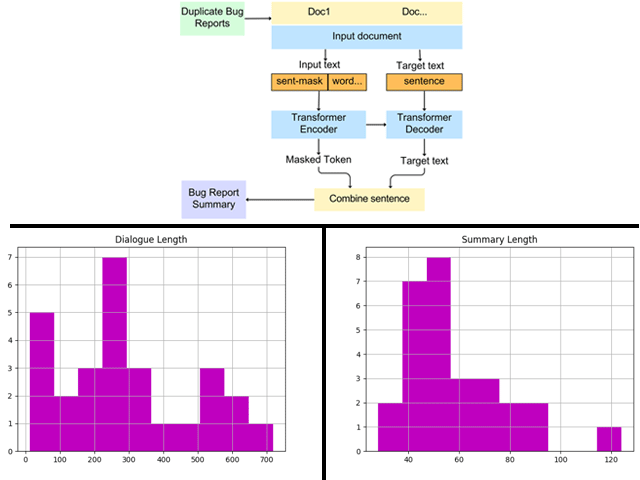 Duplicate Bug
Reports
Doc1
Doc...
Input document
Input text
Target text
sent-mask
word...
sentence
Transformer
Encoder
Transformer
Decoder
Masked Token
Target text
Bug Report
Summary
Combine sentence
Dialogue Length
7
6
5
4
3
2
1
0
0 100 200 300 400 500 600 700
Summary Length
8
7
6
5
4
3
2
1
0
40 60 80 100 120